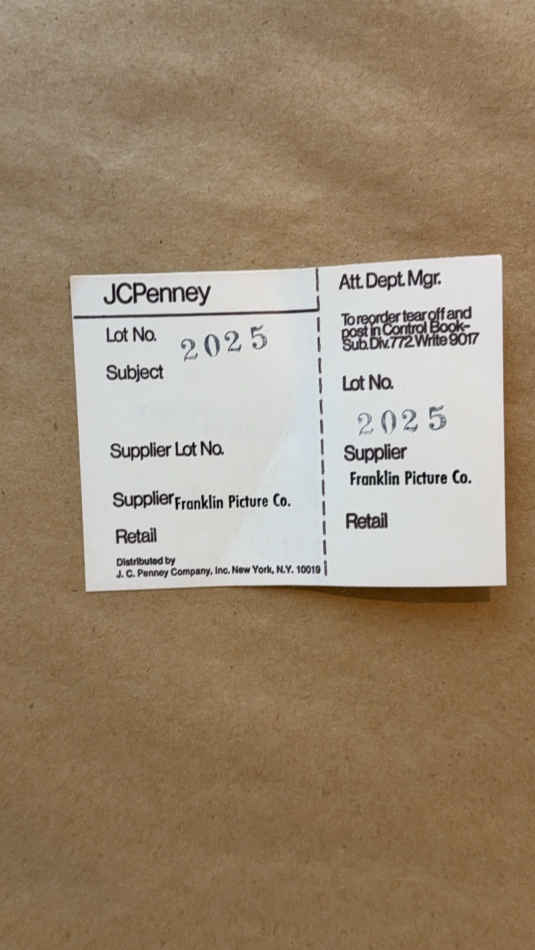 JCPenney
Lot No. 2025
Subject
Supplier Lot No.
Supplier Franklin Picture Co.
Retail
Distributed by
J. C. Penney Company, Inc. New York, N.Y. 10019
Att. Dept. Mgr.
To reorder tear off and
post in Control Book-
Sub. Div. 772. Write 9017
Lot No.
2025
Supplier
Franklin Picture Co.
Retail